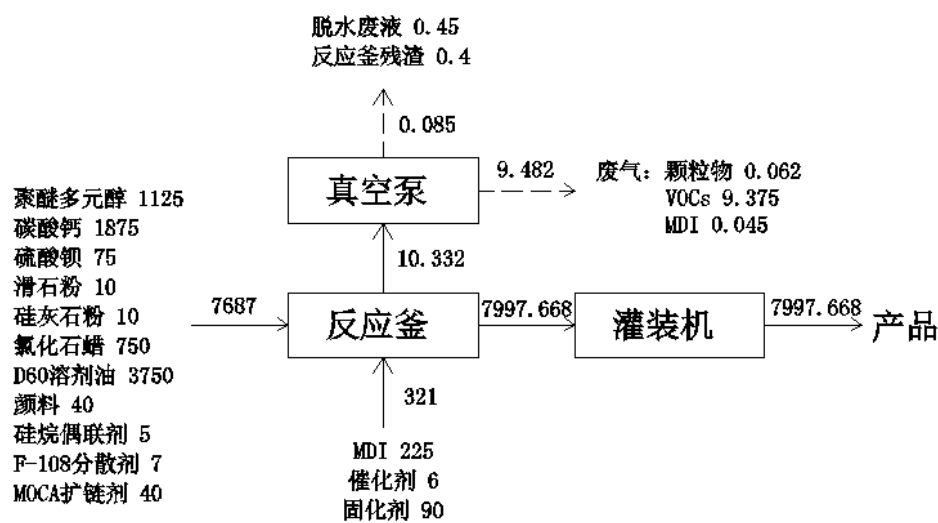 脱水废液 0.45
反应釜残渣 0.4
0.085
9.482
真空泵
废气：颗粒物 0.062
VOCs 9.375
MDI 0.045
10.332
聚醚多元醇 1125
碳酸钙 1875
硫酸钡 75
滑石粉 10
硅灰石粉 10
氯化石蜡 750
D60溶剂油 3750
颜料 40
硅烷偶联剂 5
F-108分散剂 7
MOCA扩链剂 40
7687
反应釜
7997.668
灌装机
7997.668
产品
321
MDI 225
催化剂 6
固化剂 90